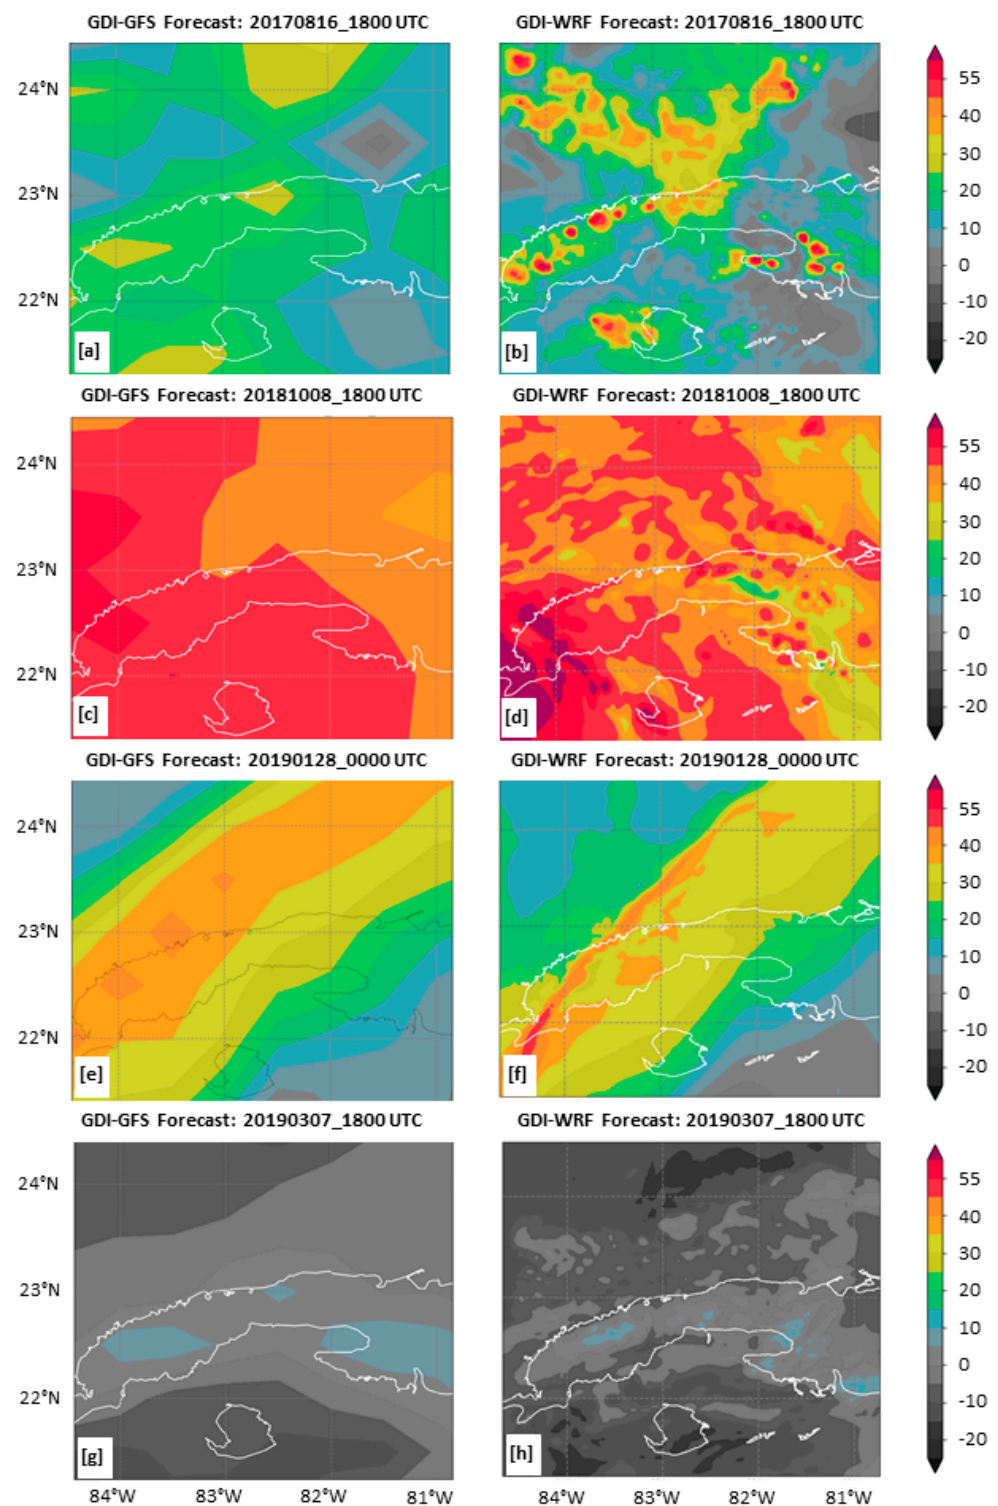 GDI-GFS Forecast: 20170816_1800 UTC GDI-WRF Forecast: 20170816_1800 UTC
24°N
23°N
22°N
[a] [b]
55
40
30
20
10
0
-10
-20
GDI-GFS Forecast: 20181008_1800 UTC GDI-WRF Forecast: 20181008_1800 UTC
24°N
23°N
22°N
[c] [d]
55
40
30
20
10
0
-10
-20
GDI-GFS Forecast: 20190128_0000 UTC GDI-WRF Forecast: 20190128_0000 UTC
24°N
23°N
22°N
[e] [f]
55
40
30
20
10
0
-10
-20
GDI-GFS Forecast: 20190307_1800 UTC GDI-WRF Forecast: 20190307_1800 UTC
24°N
23°N
22°N
[g] [h]
55
40
30
20
10
0
-10
-20
84°W 83°W 82°W 81°W 84°W 83°W 82°W 81°W